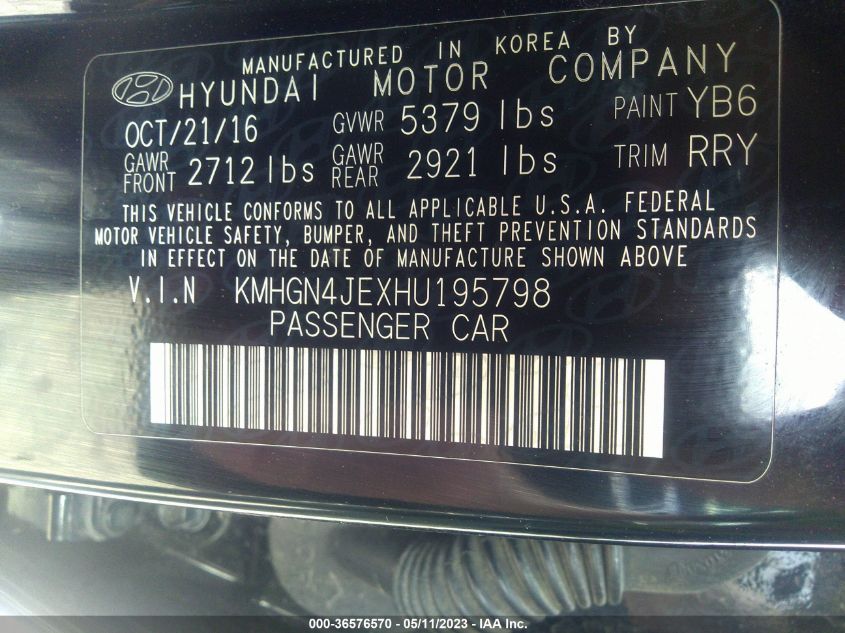 MANUFACTURED IN KOREA BY
HYUNDAI MOTOR COMPANY
OCT/21/16 GVWR 5379 lbs PAINT YB6
GAWR FRONT 2712 lbs GAWR REAR 2921 lbs TRIM RRY
THIS VEHICLE CONFORMS TO ALL APPLICABLE U.S.A. FEDERAL
MOTOR VEHICLE SAFETY, BUMPER, AND THEFT PREVENTION STANDARDS
IN EFFECT ON THE DATE OF MANUFACTURE SHOWN ABOVE
V.I.N KMHGN4JEXHU195798
PASSENGER CAR
000-36576570 - 05/11/2023 - IAA Inc.